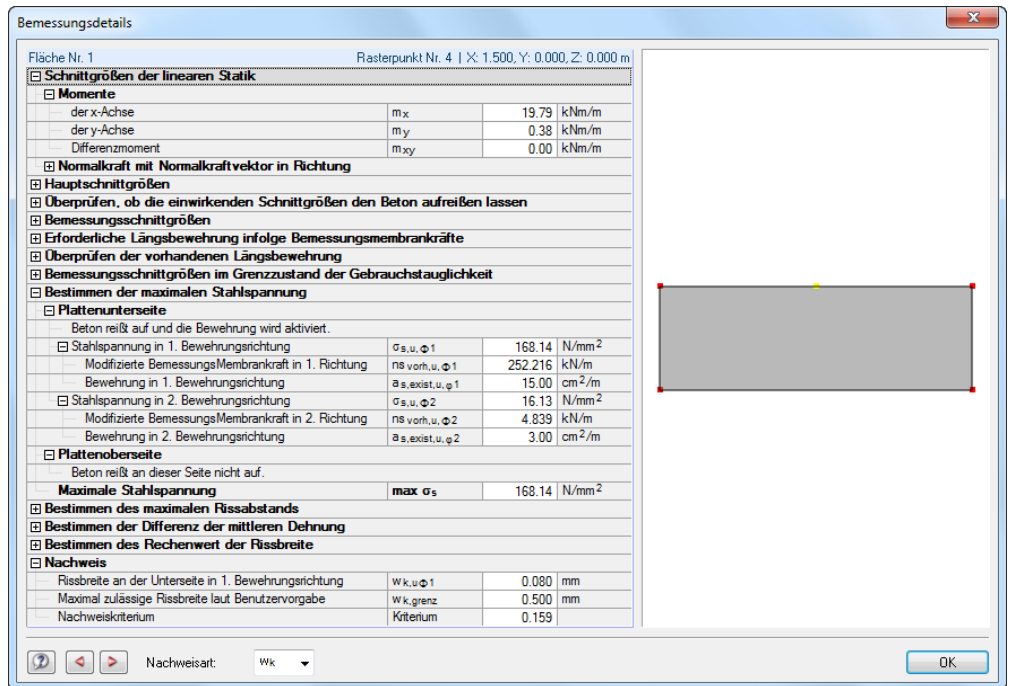 Bemessungsdetails
Fläche Nr. 1 Rasterpunkt Nr. 4 | X: 1.500, Y: 0.000, Z: 0.000 m
Schnittgrößen der linearen Statik
Momente
der x-Achse mx 19.79 kNm/m
der y-Achse my 0.38 kNm/m
Differenzmoment mxy 0.00 kNm/m
Normalkraft mit Normalkraftvektor in Richtung
Hauptschnittgrößen
Überprüfen, ob die einwirkenden Schnittgrößen den Beton aufreißen lassen
Bemessungsschnittgrößen
Erforderliche Längsbewehrung infolge Bemessungsmembrankräfte
Überprüfen der vorhandenen Längsbewehrung
Bemessungsschnittgrößen im Grenzzustand der Gebrauchstauglichkeit
Bestimmen der maximalen Stahlspannung
Plattenunterseite
Beton reißt auf und die Bewehrung wird aktiviert.
Stahlspannung in 1. Bewehrungsrichtung σs,u,Φ1 168.14 N/mm2
Modifizierte BemessungsMembrankraft in 1. Richtung ns vorh,u,Φ1 252.216 kN/m
Bewehrung in 1. Bewehrungsrichtung as,exist,u,φ1 15.00 cm2/m
Stahlspannung in 2. Bewehrungsrichtung σs,u,Φ2 16.13 N/mm2
Modifizierte BemessungsMembrankraft in 2. Richtung ns vorh,u,Φ2 4.839 kN/m
Bewehrung in 2. Bewehrungsrichtung as,exist,u,φ2 3.00 cm2/m
Plattenoberseite
Beton reißt an dieser Seite nicht auf.
Maximale Stahlspannung max σs 168.14 N/mm2
Bestimmen des maximalen Rissabstands
Bestimmen der Differenz der mittleren Dehnung
Bestimmen des Rechenwert der Rissbreite
Nachweis
Rissbreite an der Unterseite in 1. Bewehrungsrichtung wk,uΦ1 0.080 mm
Maximal zulässige Rissbreite laut Benutzervorgabe wk,grenz 0.500 mm
Nachweiskriterium Kriterium 0.159
Nachweisart: wk OK